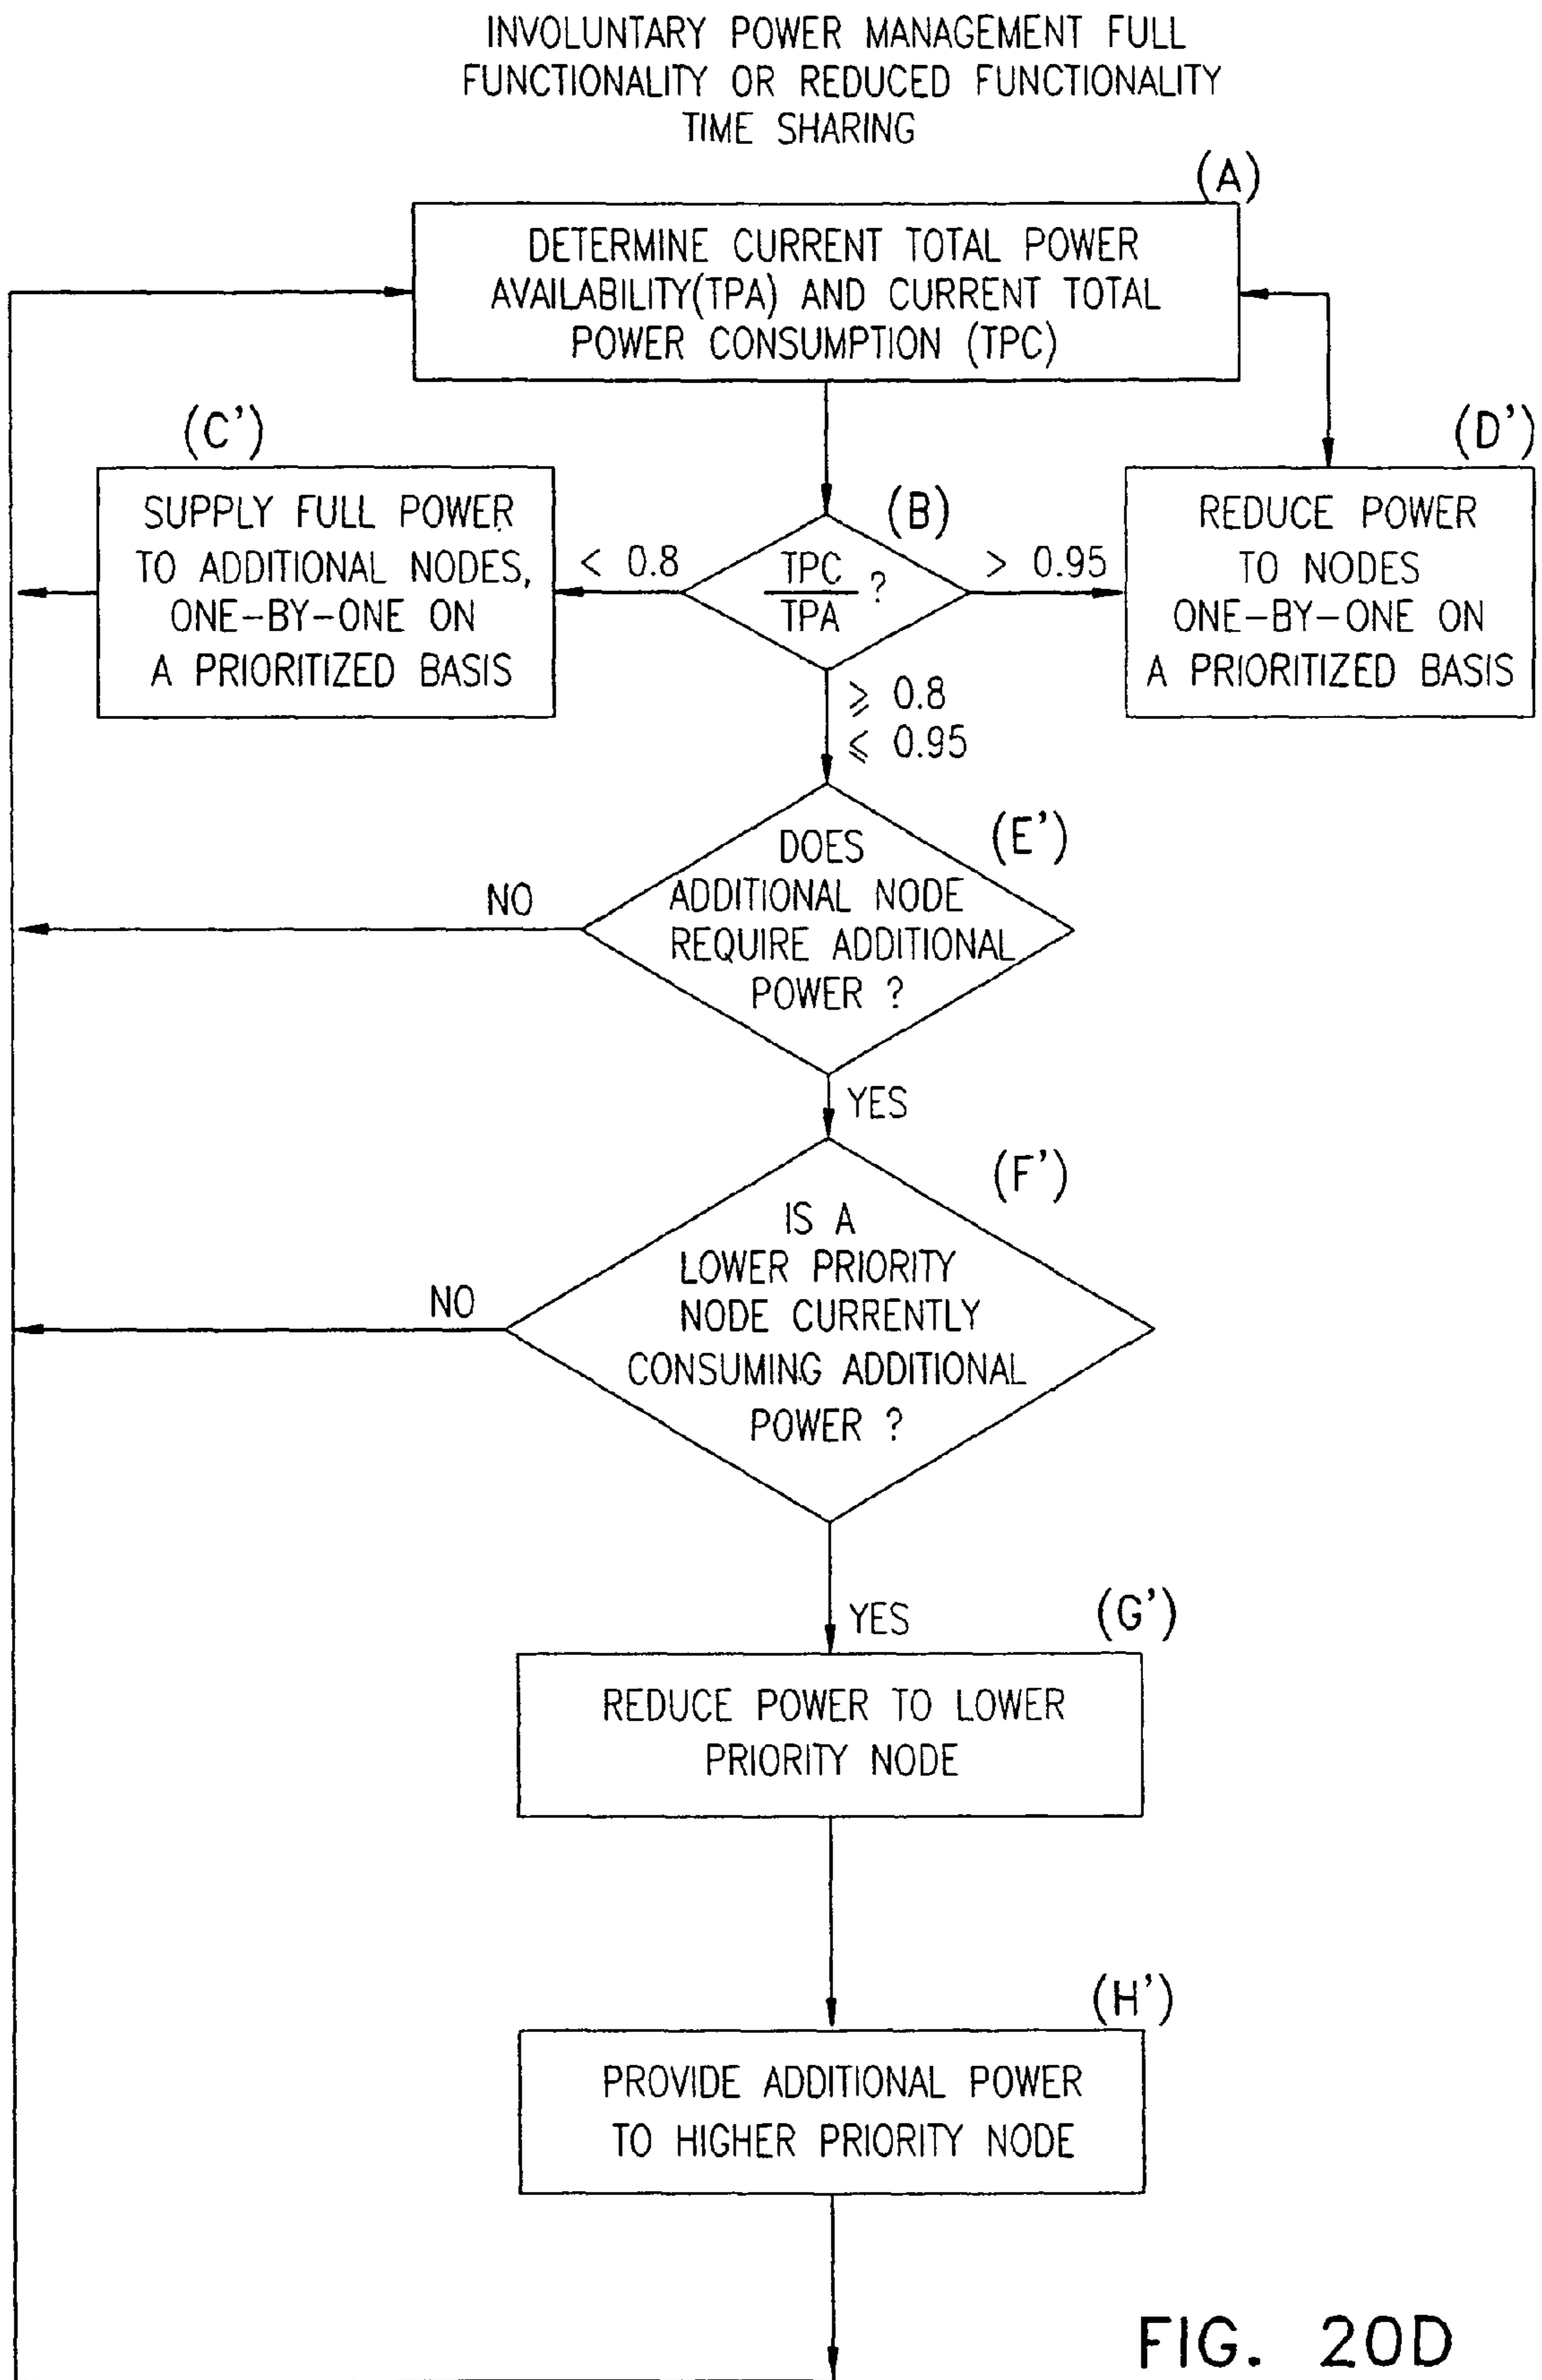 INVOLUNTARY POWER MANAGEMENT FULL
FUNCTIONALITY OR REDUCED FUNCTIONALITY
TIME SHARING
(A)
DETERMINE CURRENT TOTAL POWER
AVAILABILITY(TPA) AND CURRENT TOTAL
POWER CONSUMPTION (TPC)
(C')
SUPPLY FULL POWER
TO ADDITIONAL NODES,
ONE-BY-ONE ON
A PRIORITIZED BASIS
< 0.8
(B)
TPC
TPA
?
> 0.95
(D')
REDUCE POWER
TO NODES
ONE-BY-ONE ON
A PRIORITIZED BASIS
⩾ 0.8
⩽ 0.95
(E')
DOES
ADDITIONAL NODE
REQUIRE ADDITIONAL
POWER ?
NO
YES
(F')
IS A
LOWER PRIORITY
NODE CURRENTLY
CONSUMING ADDITIONAL
POWER ?
NO
YES
(G')
REDUCE POWER TO LOWER
PRIORITY NODE
(H')
PROVIDE ADDITIONAL POWER
TO HIGHER PRIORITY NODE
FIG. 20D